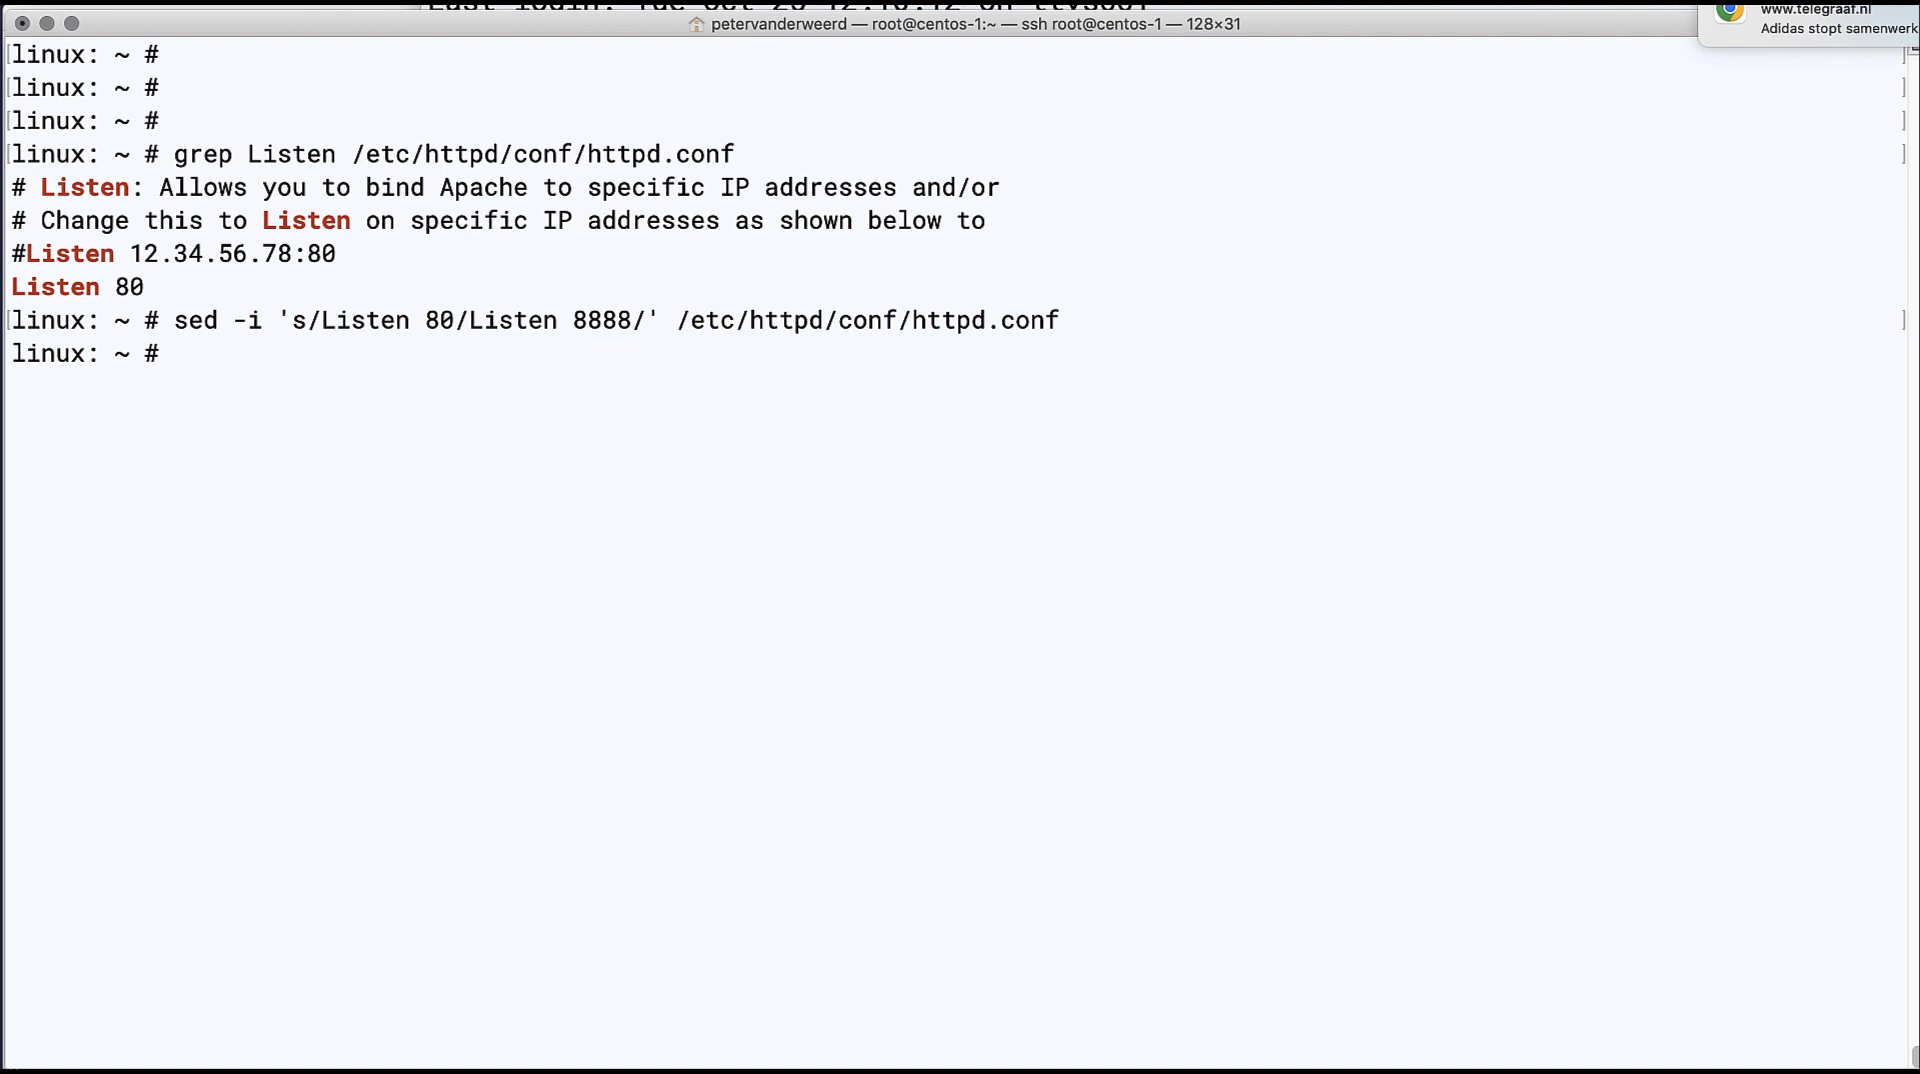 petervanderweerd — root@centos-1:~ — ssh root@centos-1 — 128×31
www.telegraaf.nl
Adidas stopt samenwerk
linux: ~ #
linux: ~ #
linux: ~ #
linux: ~ # grep Listen /etc/httpd/conf/httpd.conf
# Listen: Allows you to bind Apache to specific IP addresses and/or
# Change this to Listen on specific IP addresses as shown below to
#Listen 12.34.56.78:80
Listen 80
linux: ~ # sed -i 's/Listen 80/Listen 8888/' /etc/httpd/conf/httpd.conf
linux: ~ #